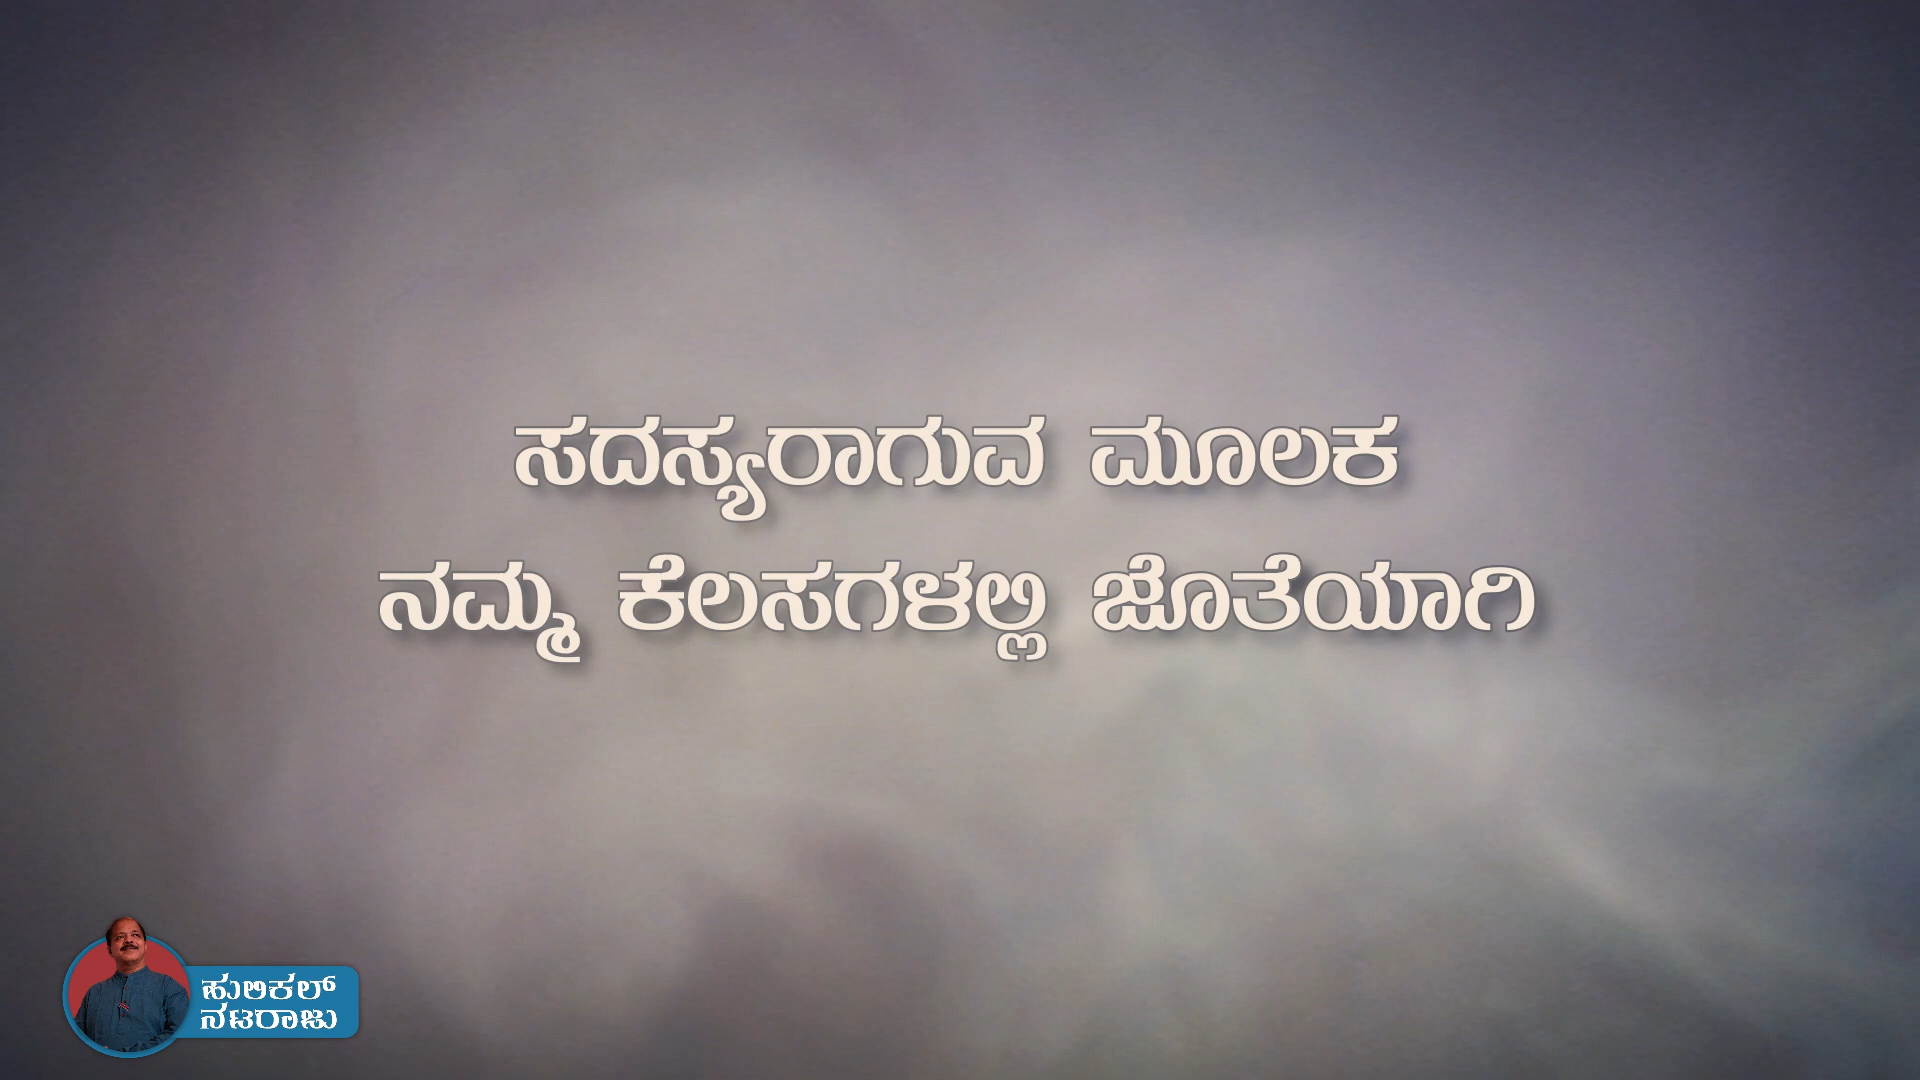 ಸದಸ್ಯರಾಗುವ ಮೂಲಕ
ನಮ್ಮ ಕೆಲಸಗಳಲ್ಲಿ ಜೊತೆಯಾಗಿ
ಹುಲಿಕಲ್
ನಟರಾಜು